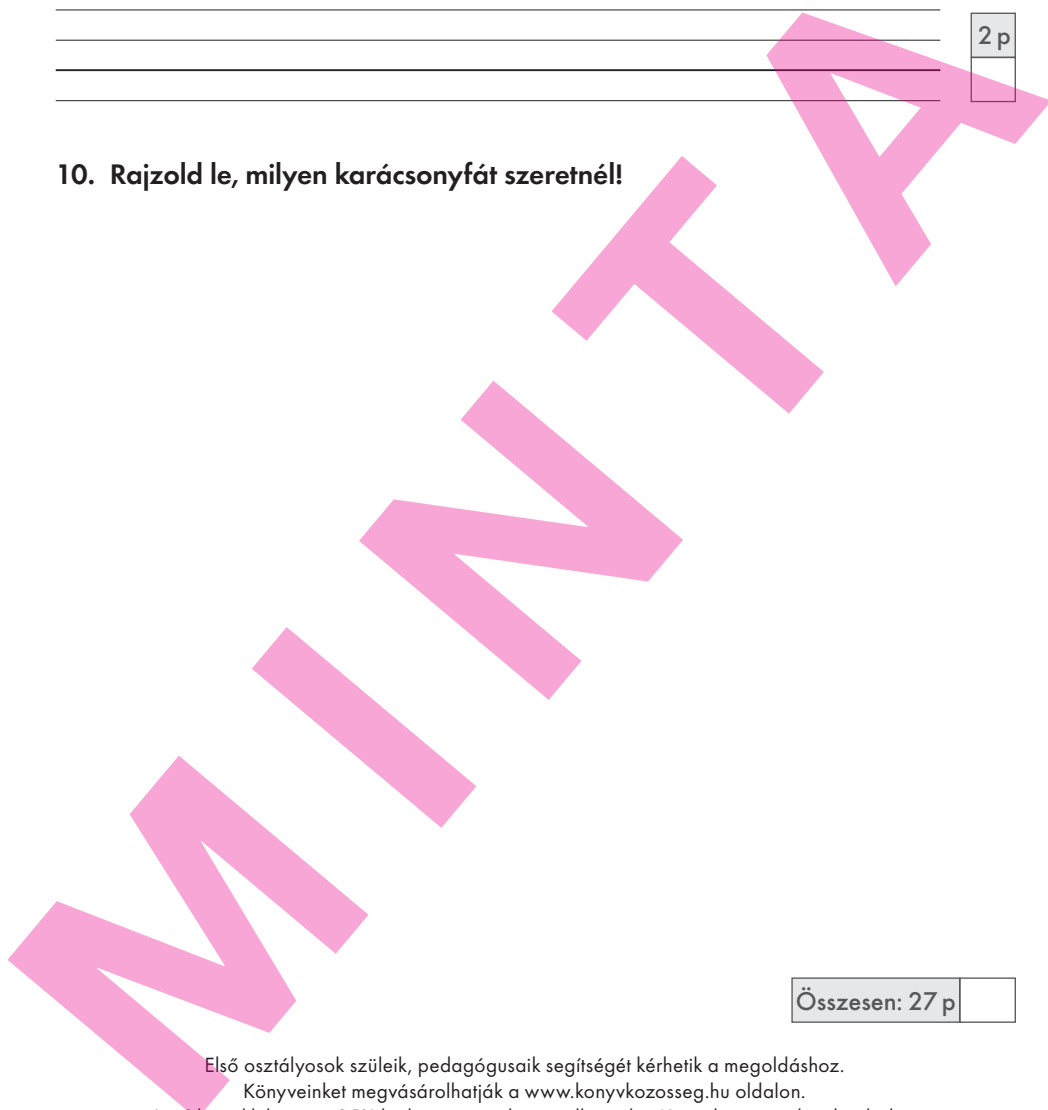 2 p
10. Rajzold le, milyen karácsonyfát szeretnél!
MINTA
Összesen: 27 p
Első osztályosok szüleik, pedagógusaik segítségét kérhetik a megoldáshoz.
Könyveinket megvásárolhatják a www.konyvkozosseg.hu oldalon.